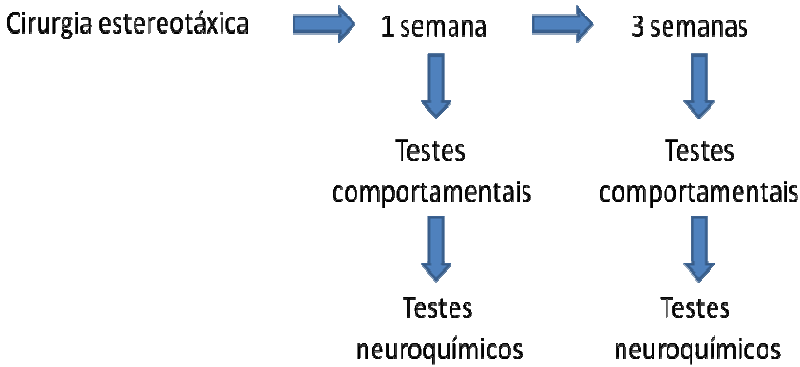 Cirurgia estereotáxica
1 semana
3 semanas
Testes
comportamentais
Testes
comportamentais
Testes
neuroquímicos
Testes
neuroquímicos